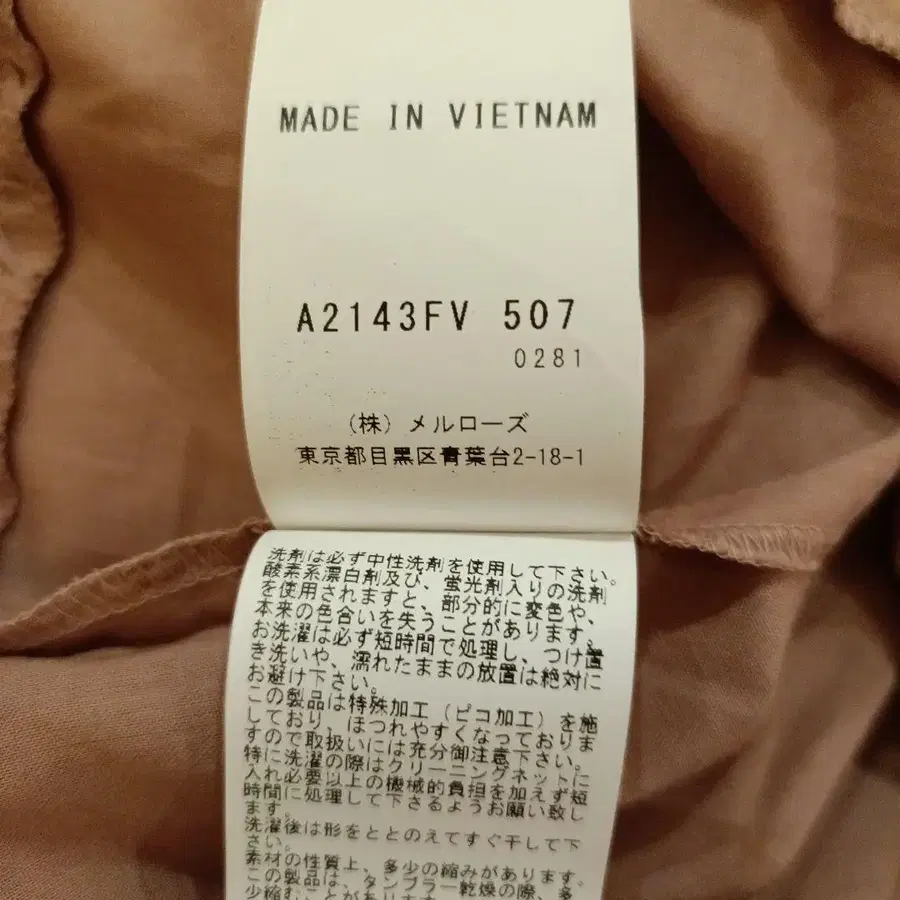 MADE IN VIETNAM
A2143FV 507
0281
(株) メルローズ
東京都目黒区青葉台2-18-1
洗剤は必ず中性洗剤を使用して下さい。
酸素系漂白剤及び、蛍光剤入りの洗剤
を使用されますと、部分的に変色や、
本来の色合いを失うことがあります。
お洗濯は必ず短時間で処理し、つけ置
き洗いや、濡れたままの放置は絶対に
お避け下さい。
この製品は特殊加工(ピコ加工)を施
しており、ほつれやすくなっておりま
すので取扱いには充分御注意下さい。
特に洗濯の際はクリーニングネットに
入れ必要以上の機械的負担を加えず短
時間に処理して下さるようお願い致し
ます。
洗濯後は形をととのえてすぐ干して下
さい。
素材の性質上、多少の縮みがあります。
この製品は、タンブラー乾燥の際、多
少縮むことがあります